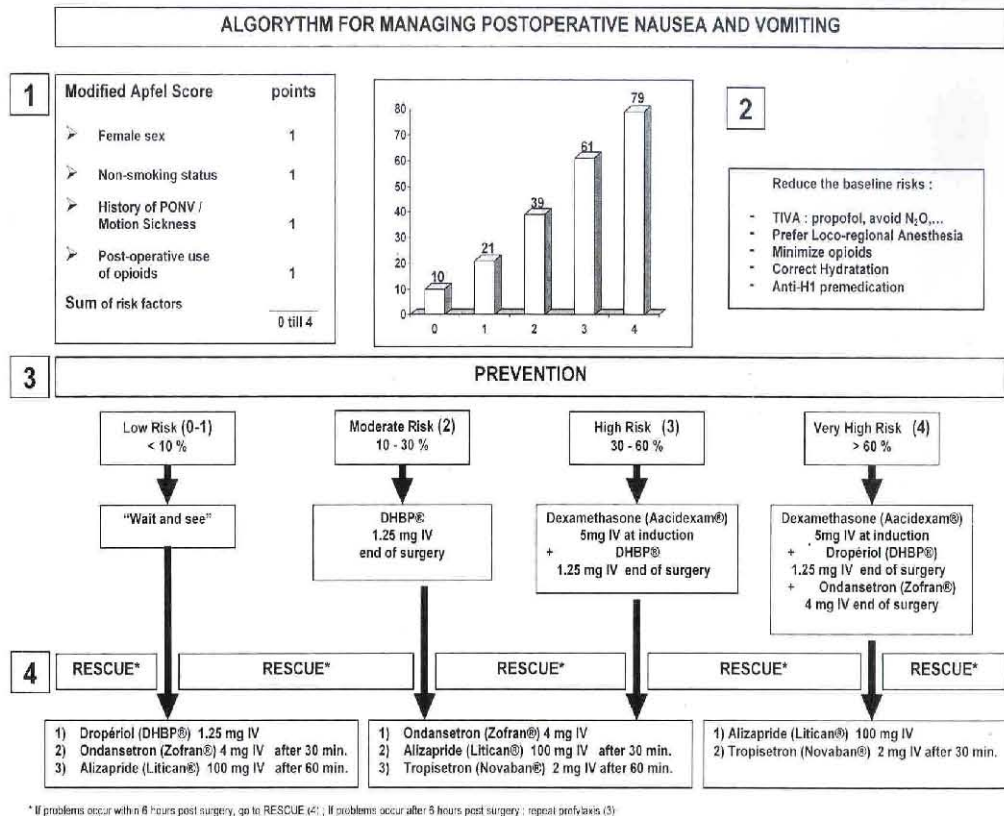 ALGORYTHM FOR MANAGING POSTOPERATIVE NAUSEA AND VOMITING
1
Modified Apfel Score points
➢ Female sex 1
➢ Non-smoking status 1
➢ History of PONV /
Motion Sickness 1
➢ Post-operative use
of opioids 1
Sum of risk factors
0 till 4
80
70
60
50
40
30
20
10
0
10
21
39
61
79
0 1 2 3 4
2
Reduce the baseline risks :
- TIVA : propofol, avoid N₂O,...
- Prefer Loco-regional Anesthesia
- Minimize opioids
- Correct Hydratation
- Anti-H1 premedication
3
PREVENTION
Low Risk (0-1)
< 10 %
Moderate Risk (2)
10 - 30 %
High Risk (3)
30 - 60 %
Very High Risk (4)
> 60 %
"Wait and see"
DHBP®
1.25 mg IV
end of surgery
Dexamethasone (Aacidexam®)
5mg IV at induction
+ DHBP®
1.25 mg IV end of surgery
Dexamethasone (Aacidexam®)
5mg IV at induction
+ Dropériol (DHBP®)
1.25 mg IV end of surgery
+ Ondansetron (Zofran®)
4 mg IV end of surgery
4
RESCUE* RESCUE* RESCUE* RESCUE* RESCUE*
1) Dropériol (DHBP®) 1.25 mg IV
2) Ondansetron (Zofran®) 4 mg IV after 30 min.
3) Alizapride (Litican®) 100 mg IV after 60 min.
1) Ondansetron (Zofran®) 4 mg IV
2) Alizapride (Litican®) 100 mg IV after 30 min.
3) Tropisetron (Novaban®) 2 mg IV after 60 min.
1) Alizapride (Litican®) 100 mg IV
2) Tropisetron (Novaban®) 2 mg IV after 30 min.
* If problems occur within 6 hours post surgery, go to RESCUE (4) ; If problems occur after 6 hours post surgery : repeat profylaxis (3)